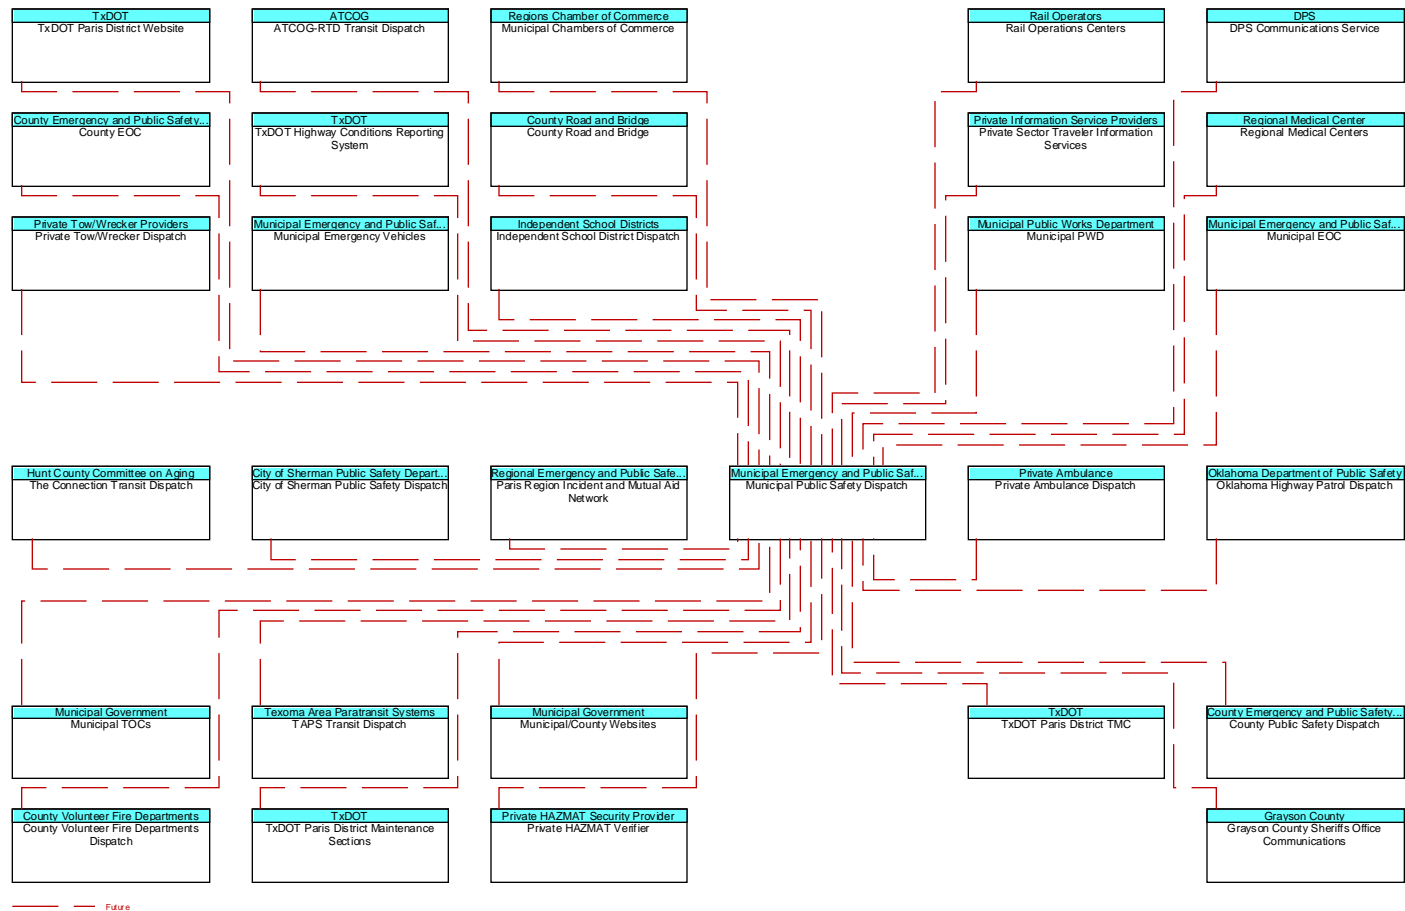 TxDOT
TxDOT Paris District Website
ATCOG
ATCOG-RTD Transit Dispatch
Regions Chamber of Commerce
Municipal Chambers of Commerce
Rail Operators
Rail Operations Centers
DPS
DPS Communications Service
County Emergency and Public Safety...
County EOC
TxDOT
TxDOT Highway Conditions Reporting
System
County Road and Bridge
County Road and Bridge
Private Information Service Providers
Private Sector Traveler Information
Services
Regional Medical Center
Regional Medical Centers
Private Tow/Wrecker Providers
Private Tow/Wrecker Dispatch
Municipal Emergency and Public Saf...
Municipal Emergency Vehicles
Independent School Districts
Independent School District Dispatch
Municipal Public Works Department
Municipal PWD
Municipal Emergency and Public Saf...
Municipal EOC
Hunt County Committee on Aging
The Connection Transit Dispatch
City of Sherman Public Safety Depart...
City of Sherman Public Safety Dispatch
Regional Emergency and Public Safe...
Paris Region Incident and Mutual Aid
Network
Municipal Emergency and Public Saf...
Municipal Public Safety Dispatch
Private Ambulance
Private Ambulance Dispatch
Oklahoma Department of Public Safety
Oklahoma Highway Patrol Dispatch
Municipal Government
Municipal TOCs
Texoma Area Paratransit Systems
TAPS Transit Dispatch
Municipal Government
Municipal/County Websites
TxDOT
TxDOT Paris District TMC
County Emergency and Public Safety...
County Public Safety Dispatch
County Volunteer Fire Departments
County Volunteer Fire Departments
Dispatch
TxDOT
TxDOT Paris District Maintenance
Sections
Private HAZMAT Security Provider
Private HAZMAT Verifier
Grayson County
Grayson County Sheriffs Office
Communications
Future